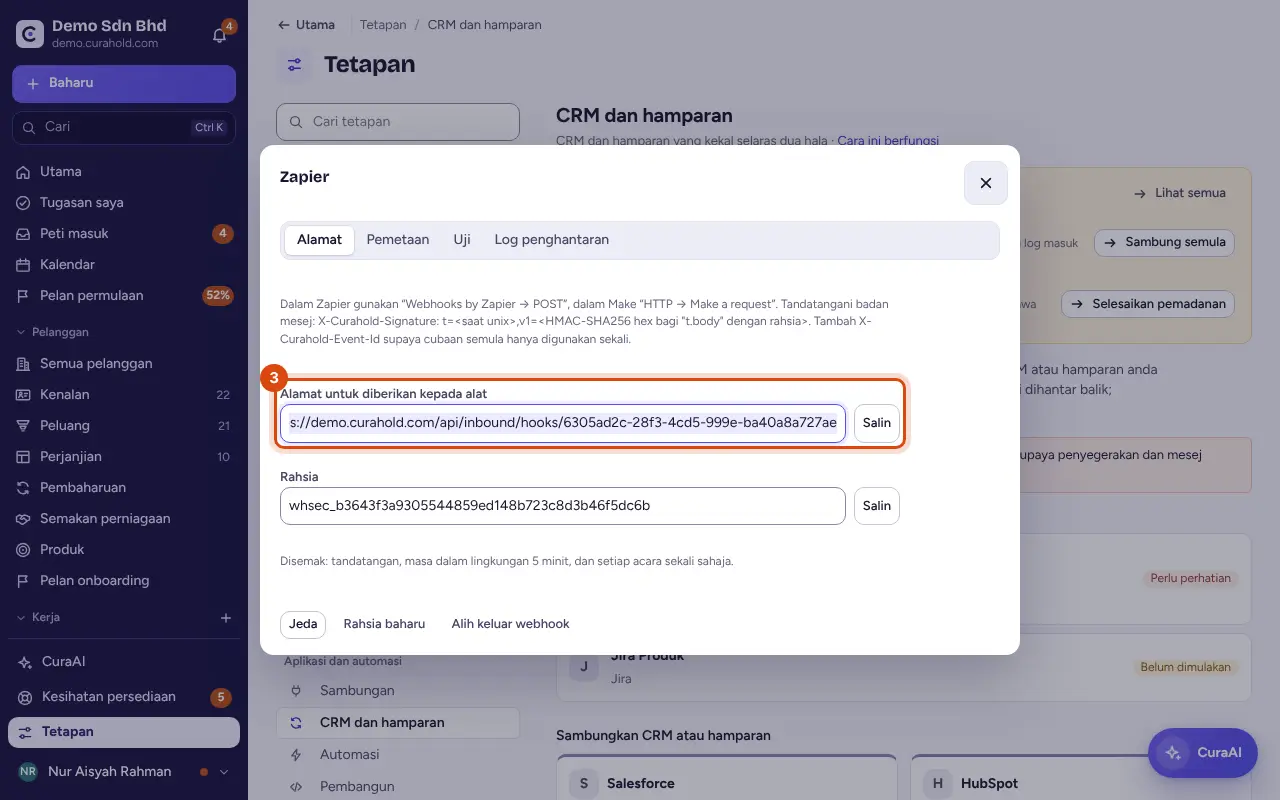 Demo Sdn Bhd
demo.curahold.com
4
Baharu
Cari
Ctrl K
Utama
Tugasan saya
Peti masuk
4
Kalendar
Pelan permulaan
52%
Pelanggan
Semua pelanggan
Kenalan
22
Peluang
21
Perjanjian
10
Pembaharuan
Semakan perniagaan
Produk
Pelan onboarding
Kerja
CuraAI
Kesihatan persediaan
5
Tetapan
NR
Nur Aisyah Rahman
← Utama
Tetapan / CRM dan hamparan
Tetapan
Cari tetapan
CRM dan hamparan
CRM dan hamparan yang kekal selaras dua hala · Cara ini berfungsi
→ Lihat semua
log masuk
→ Sambung semula
→ Selesaikan pemadanan
atau hamparan anda
dihantar balik;
upaya penyegerakan dan mesej
Perlu perhatian
Zapier
Alamat
Pemetaan
Uji
Log penghantaran
Dalam Zapier gunakan “Webhooks by Zapier → POST”, dalam Make “HTTP → Make a request”. Tandatangani badan
mesej: X-Curahold-Signature: t=<saat unix>,v1=<HMAC-SHA256 hex bagi "t.body" dengan rahsia>. Tambah X-
Curahold-Event-Id supaya cubaan semula hanya digunakan sekali.
3
Alamat untuk diberikan kepada alat
s://demo.curahold.com/api/inbound/hooks/6305ad2c-28f3-4cd5-999e-ba40a8a727ae
Salin
Rahsia
whsec_b3643f3a9305544859ed148b723c8d3b46f5dc6b
Salin
Disemak: tandatangan, masa dalam lingkungan 5 minit, dan setiap acara sekali sahaja.
Jeda
Rahsia baharu
Alih keluar webhook
Aplikasi dan automasi
Sambungan
CRM dan hamparan
Automasi
Pembangun
J
Jira Produk
Jira
Belum dimulakan
Sambungkan CRM atau hamparan
S
Salesforce
H
HubSpot
CuraAI